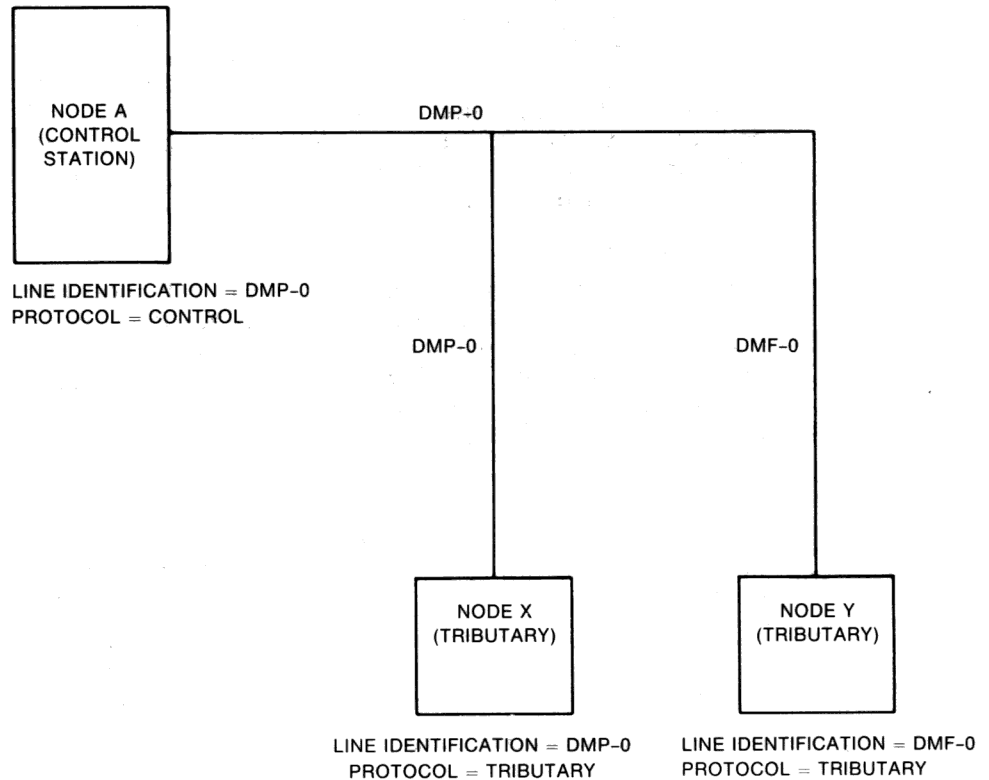 NODE A
(CONTROL
STATION)
DMP-0
LINE IDENTIFICATION = DMP-0
PROTOCOL = CONTROL
DMP-0
DMF-0
NODE X
(TRIBUTARY)
NODE Y
(TRIBUTARY)
LINE IDENTIFICATION = DMP-0
PROTOCOL = TRIBUTARY
LINE IDENTIFICATION = DMF-0
PROTOCOL = TRIBUTARY